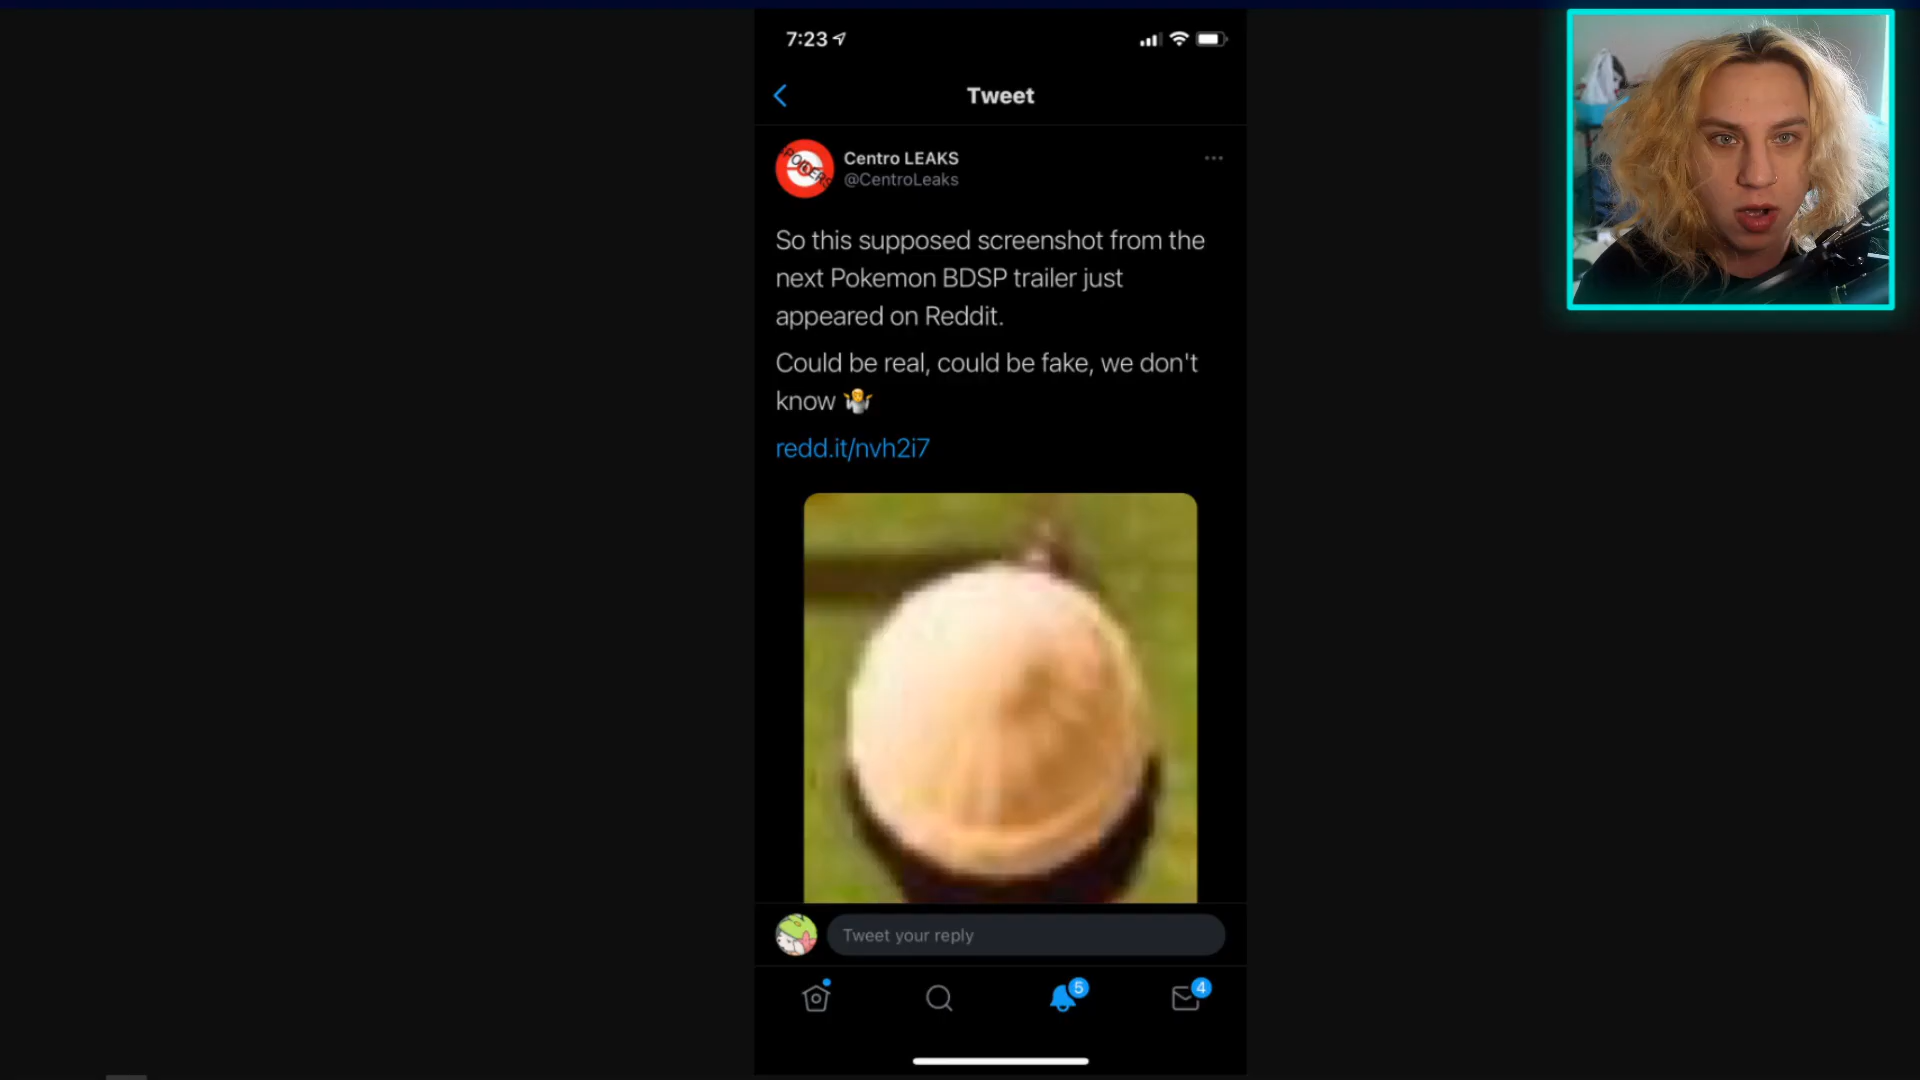 7:23
Tweet
Centro LEAKS
@CentroLeaks
So this supposed screenshot from the
next Pokemon BDSP trailer just
appeared on Reddit.
Could be real, could be fake, we don't
know
redd.it/nvh2i7
Tweet your reply
5
4